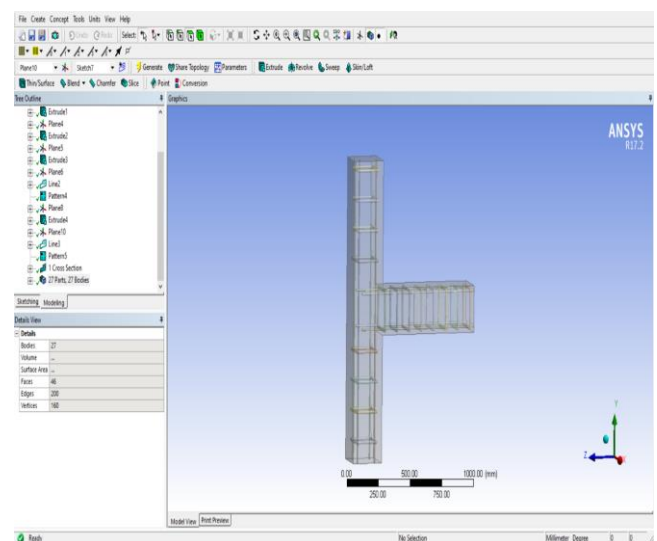 File Create Concept Tools Units View Help
Undo Redo Select:
Plane10 Sketch7 Generate Share Topology Parameters Extrude Revolve Sweep Skin/Loft
Thin/Surface Blend Chamfer Slice Point Conversion
Tree Outline
Extrude1
Plane4
Extrude2
Plane5
Extrude3
Plane6
Line2
Pattern4
Plane8
Extrude4
Plane10
Line3
Pattern5
1 Cross Section
27 Parts, 27 Bodies
Sketching Modeling
Details View
Details
Bodies 27
Volume ...
Surface Area ...
Faces 46
Edges 200
Vertices 160
Graphics
ANSYS
R17.2
0.00 500.00 1000.00 (mm)
250.00 750.00
Y
Z
X
Model View Print Preview
Ready No Selection Millimeter Degree 0 0